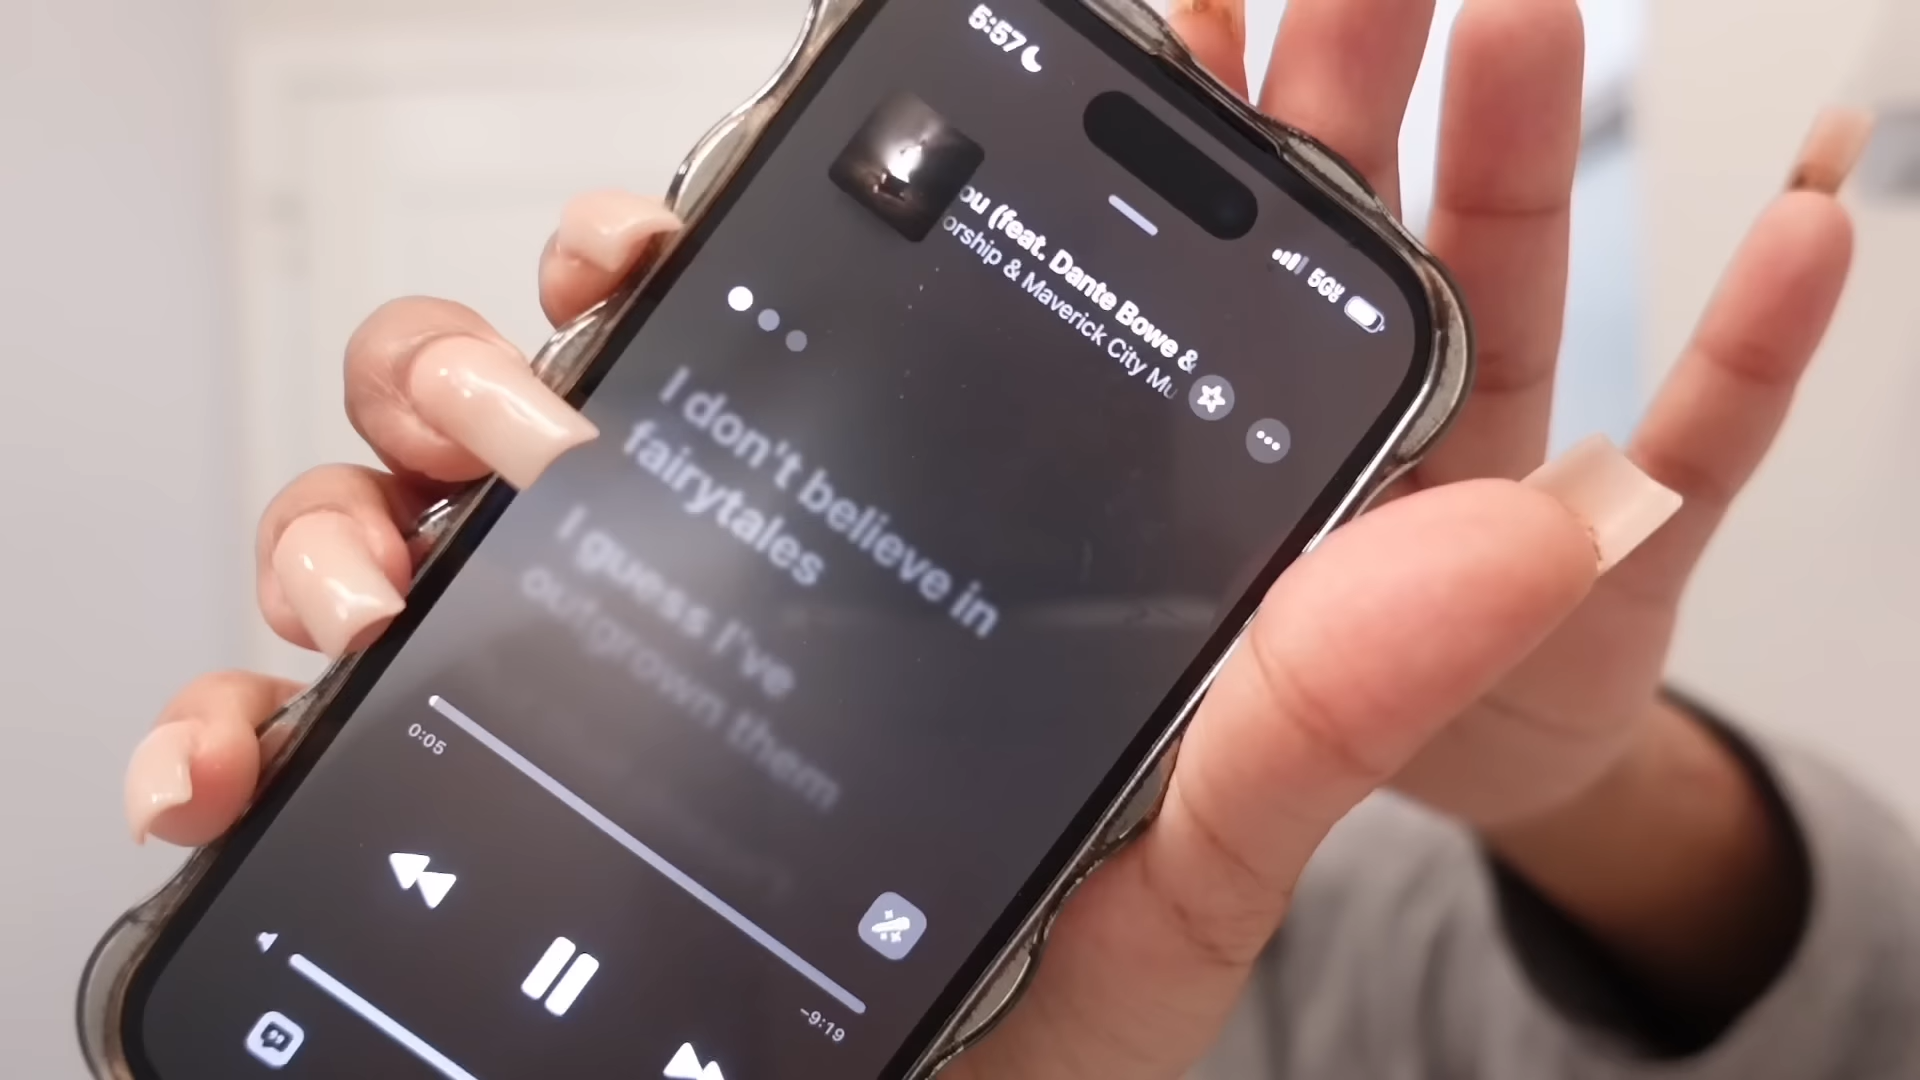 5:57
5G
ou (feat. Dante Bowe &
orship & Maverick City Mu
I don't believe in
fairytales
I guess I've
outgrown them
0:05
-9:19